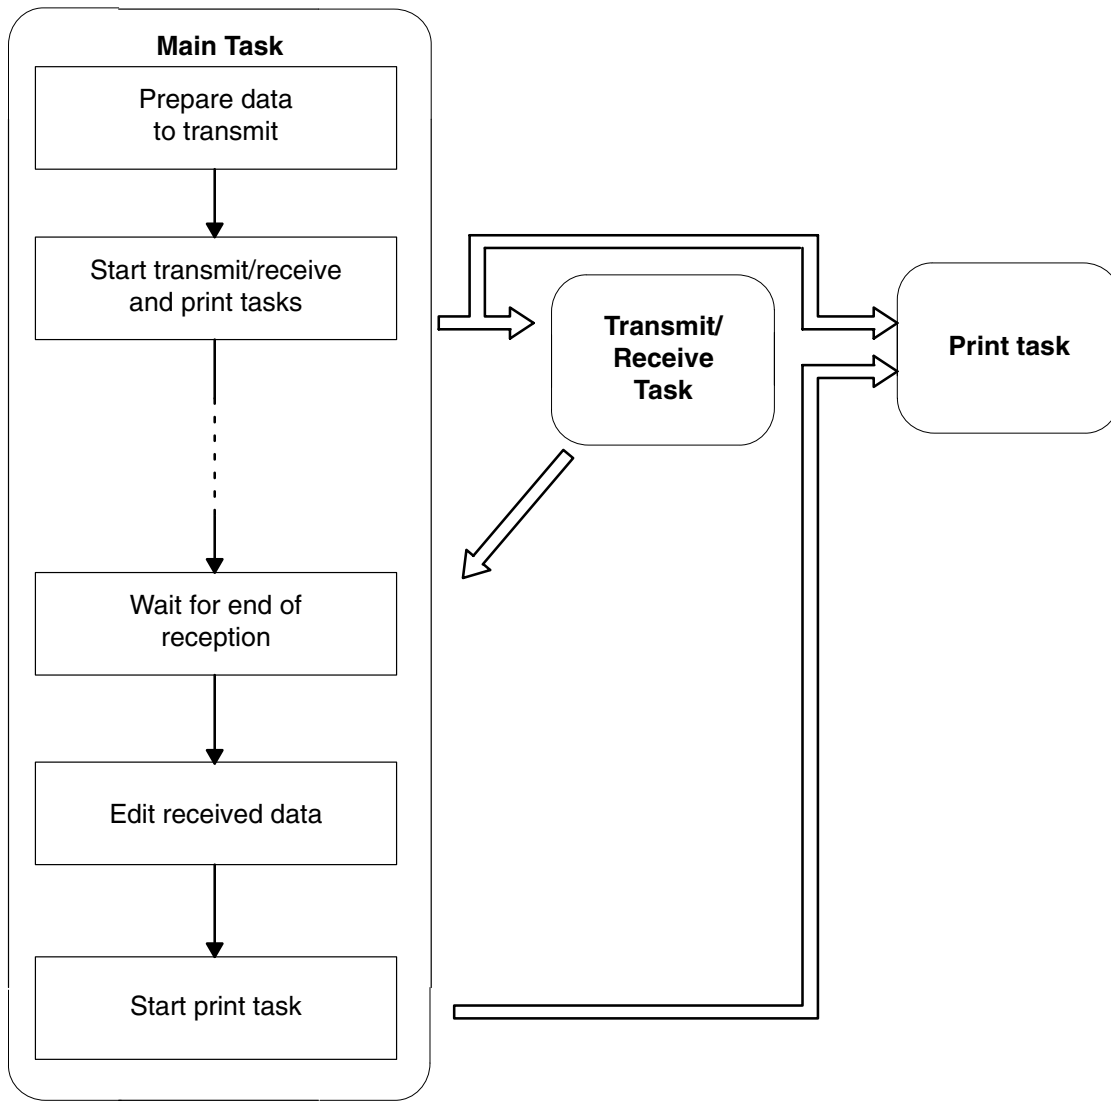 Main Task
Prepare data
to transmit
Start transmit/receive
and print tasks
Transmit/
Receive
Task
Print task
Wait for end of
reception
Edit received data
Start print task